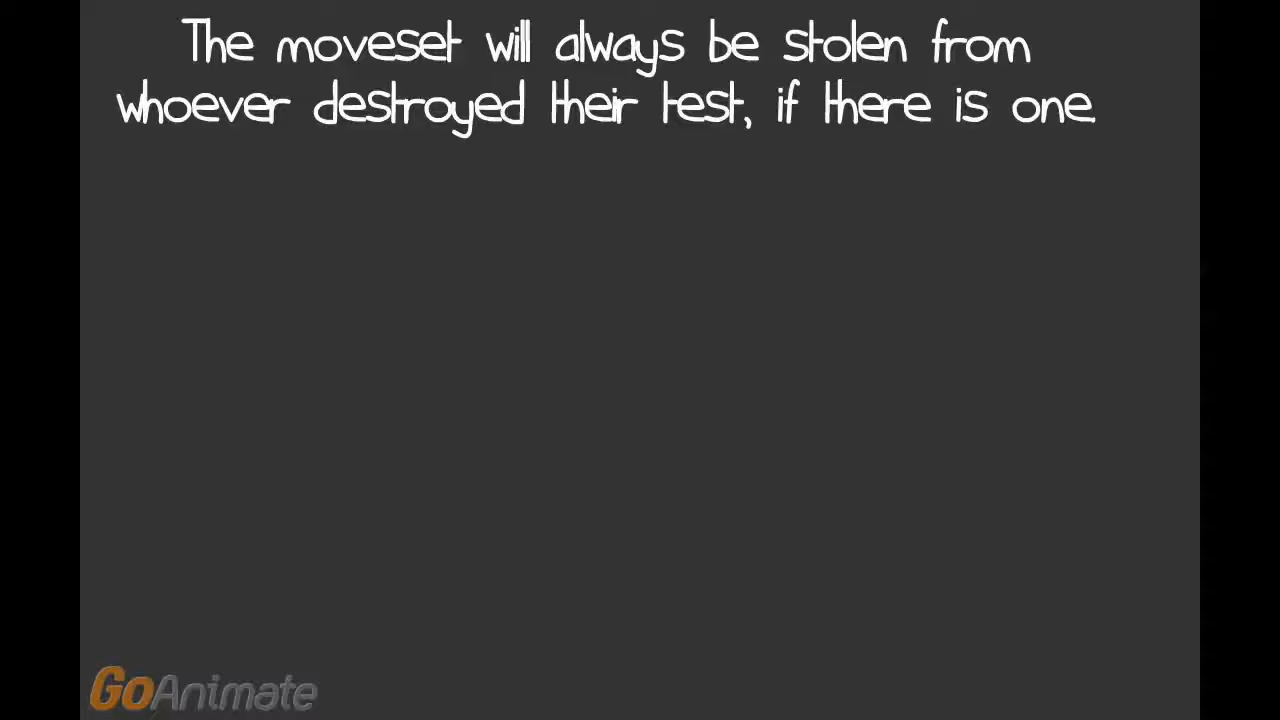 The moveset will always be stolen from
whoever destroyed their test, if there is one.
GoAnimate